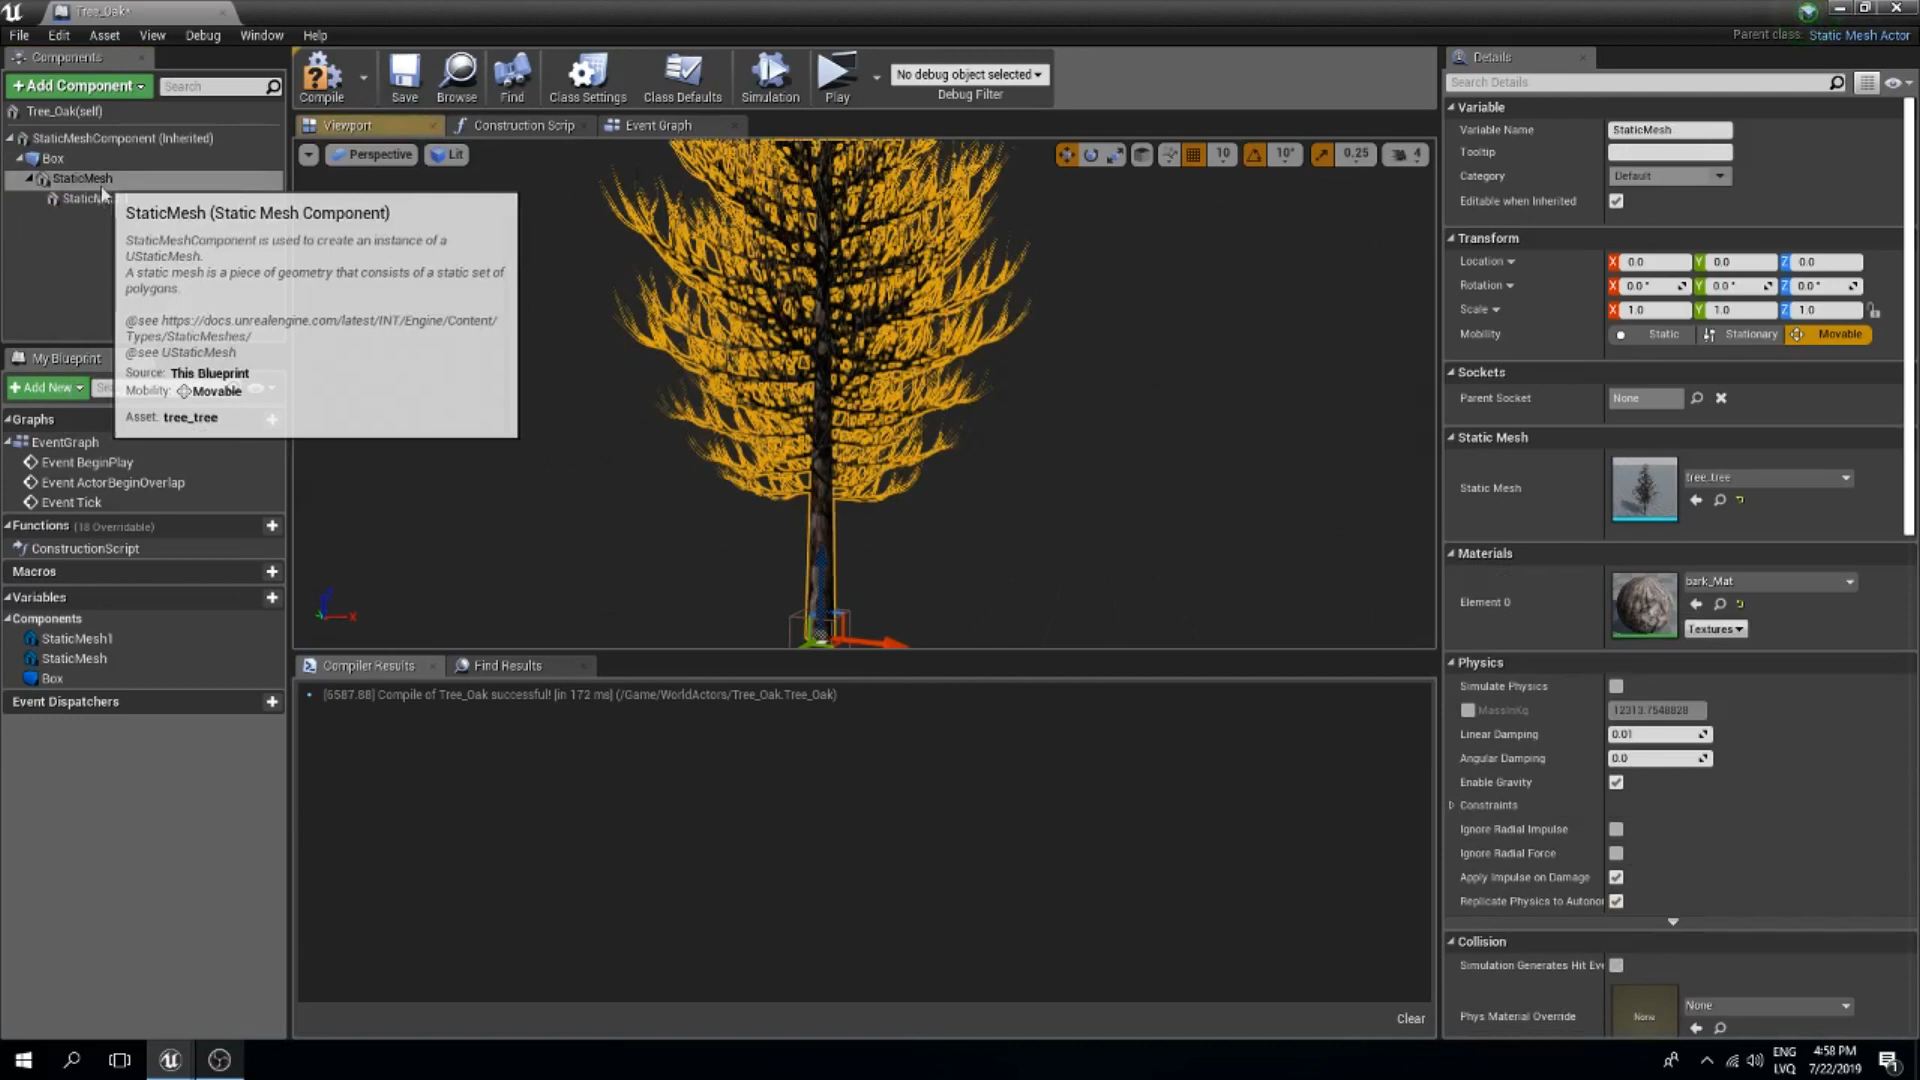 Tree_Oak*
File Edit Asset View Debug Window Help
Parent class: Static Mesh Actor
Components
+Add Component
Search
Tree_Oak(self)
StaticMeshComponent (Inherited)
Box
StaticMesh
StaticMesh (Static Mesh Component)
StaticMeshComponent is used to create an instance of a
UStaticMesh.
A static mesh is a piece of geometry that consists of a static set of
polygons.
@see https://docs.unrealengine.com/latest/INT/Engine/Content/
Types/StaticMeshes/
@see UStaticMesh
Source: This Blueprint
Mobility: Movable
Asset: tree_tree
My Blueprint
+Add New
Graphs
EventGraph
Event BeginPlay
Event ActorBeginOverlap
Event Tick
Functions (18 Overridable)
ConstructionScript
Macros
Variables
Components
StaticMesh1
StaticMesh
Box
Event Dispatchers
Compile
Save
Browse
Find
Class Settings
Class Defaults
Simulation
Play
No debug object selected
Debug Filter
Viewport
Construction Scrip
Event Graph
Perspective
Lit
10
10°
0.25
4
X
Compiler Results
Find Results
[6587.88] Compile of Tree_Oak successful! [in 172 ms] (/Game/WorldActors/Tree_Oak.Tree_Oak)
Clear
Details
Search Details
Variable
Variable Name StaticMesh
Tooltip
Category Default
Editable when Inherited
Transform
Location X 0.0 Y 0.0 Z 0.0
Rotation X 0.0° Y 0.0° Z 0.0°
Scale X 1.0 Y 1.0 Z 1.0
Mobility Static Stationary Movable
Sockets
Parent Socket None
Static Mesh
Static Mesh tree_tree
Materials
Element 0 bark_Mat
Textures
Physics
Simulate Physics
MassInKg 12313.7548828
Linear Damping 0.01
Angular Damping 0.0
Enable Gravity
Constraints
Ignore Radial Impulse
Ignore Radial Force
Apply Impulse on Damage
Replicate Physics to Autono
Collision
Simulation Generates Hit Eve
Phys Material Override None None
ENG
LVQ
4:58 PM
7/22/2019
1